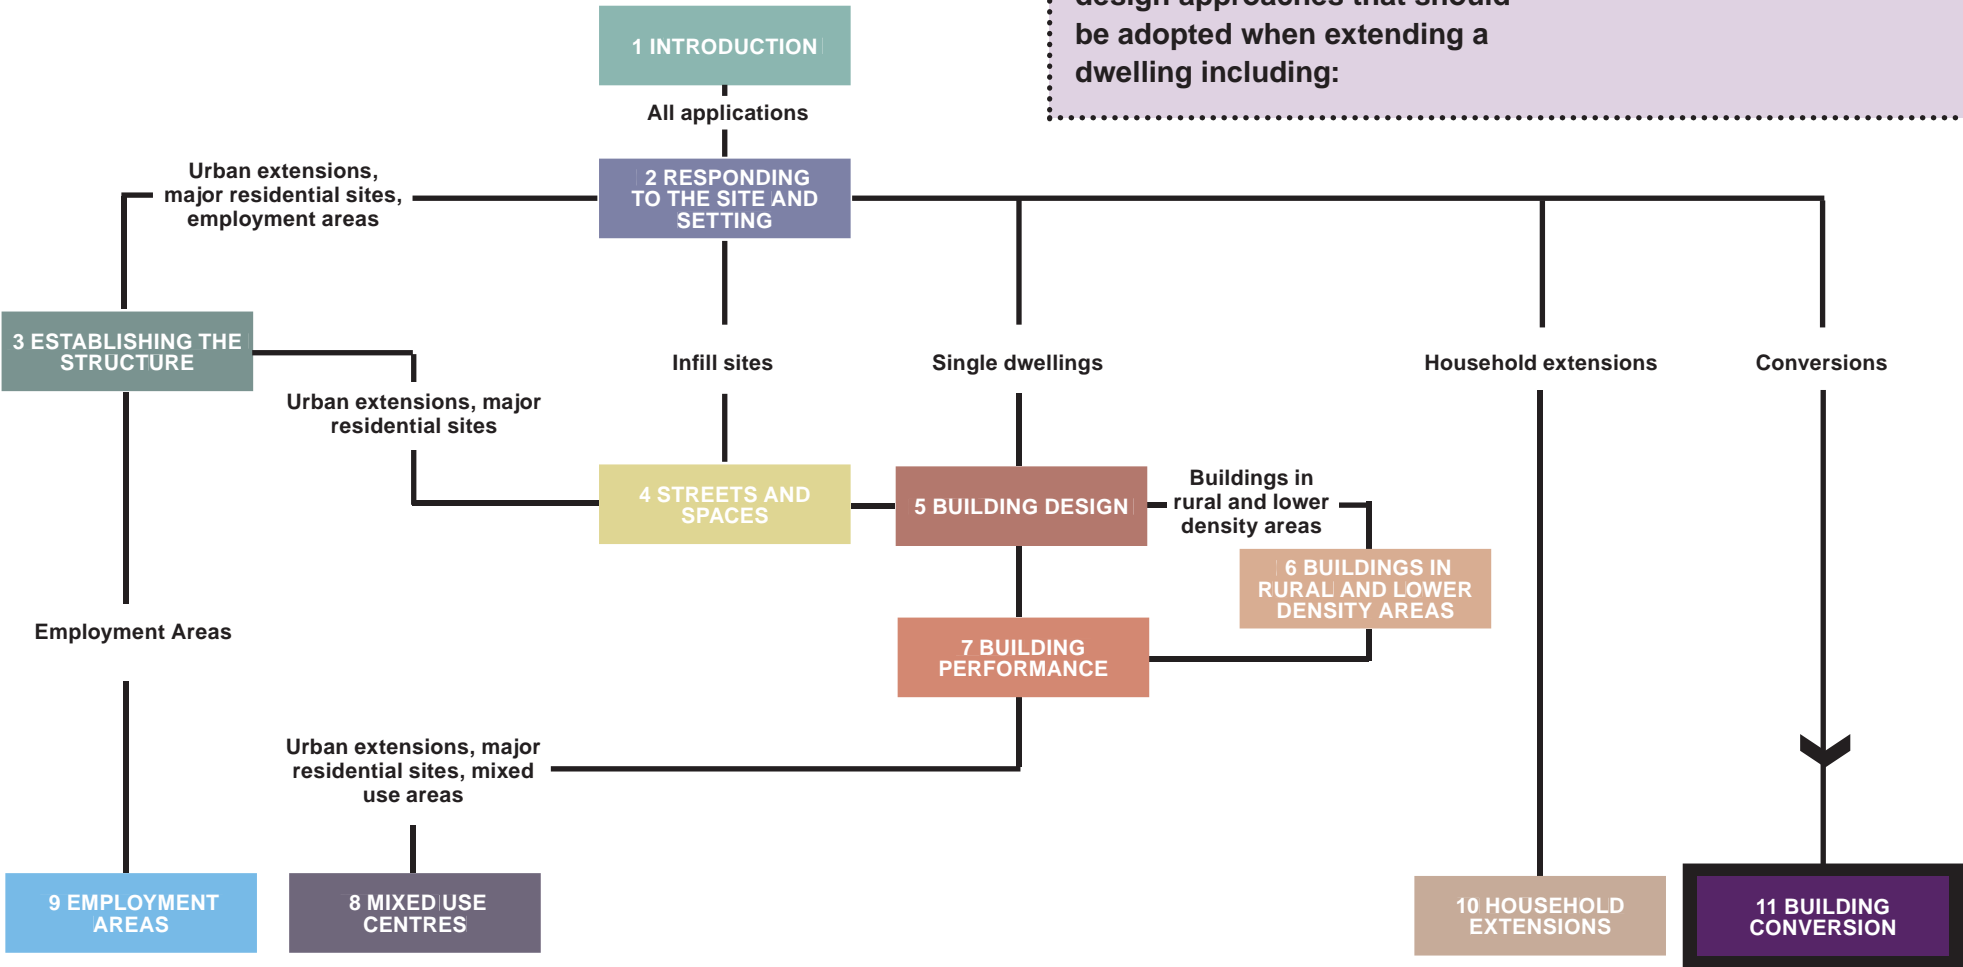 design approaches that should
be adopted when extending a
dwelling including:
1 INTRODUCTION
All applications
2 RESPONDING
TO THE SITE AND
SETTING
Urban extensions,
major residential sites,
employment areas
3 ESTABLISHING THE
STRUCTURE
Infill sites
Single dwellings
Household extensions
Conversions
Urban extensions, major
residential sites
4 STREETS AND
SPACES
5 BUILDING DESIGN
Buildings in
rural and lower
density areas
6 BUILDINGS IN
RURAL AND LOWER
DENSITY AREAS
Employment Areas
7 BUILDING
PERFORMANCE
Urban extensions, major
residential sites, mixed
use areas
9 EMPLOYMENT
AREAS
8 MIXED USE
CENTRES
10 HOUSEHOLD
EXTENSIONS
11 BUILDING
CONVERSION